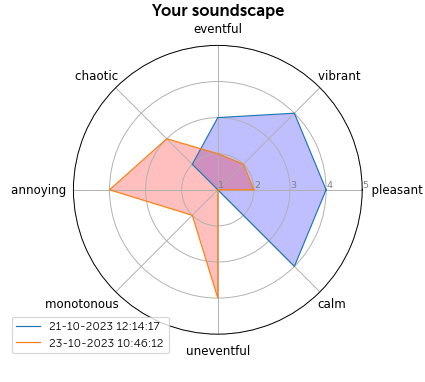 Your soundscape
eventful
chaotic
vibrant
annoying
1
2
3
4
5
pleasant
monotonous
calm
21-10-2023 12:14:17
23-10-2023 10:46:12
uneventful